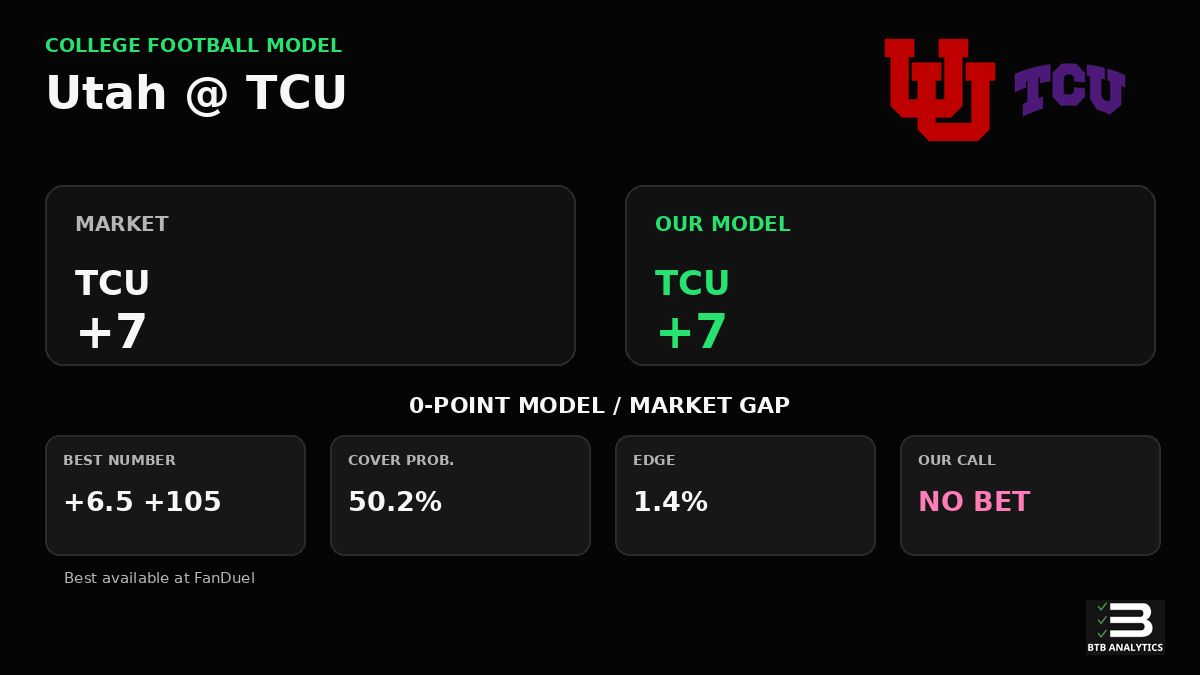 COLLEGE FOOTBALL MODEL
Utah @ TCU
UU
TCU
MARKET
TCU
+7
OUR MODEL
TCU
+7
0-POINT MODEL / MARKET GAP
BEST NUMBER
+6.5 +105
COVER PROB.
50.2%
EDGE
1.4%
OUR CALL
NO BET
Best available at FanDuel
B
BTB ANALYTICS